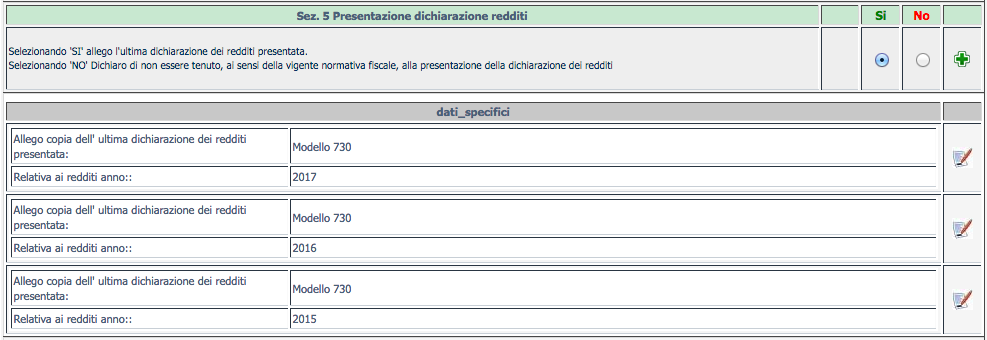 Sez. 5 Presentazione dichiarazione redditi Si No
Selezionando 'SI' allego l'ultima dichiarazione dei redditi presentata.
Selezionando 'NO' Dichiaro di non essere tenuto, ai sensi della vigente normativa fiscale, alla presentazione della dichiarazione dei redditi
dati_specifici
Allego copia dell' ultima dichiarazione dei redditi
presentata:
Modello 730
Relativa ai redditi anno:: 2017
Allego copia dell' ultima dichiarazione dei redditi
presentata:
Modello 730
Relativa ai redditi anno:: 2016
Allego copia dell' ultima dichiarazione dei redditi
presentata:
Modello 730
Relativa ai redditi anno:: 2015